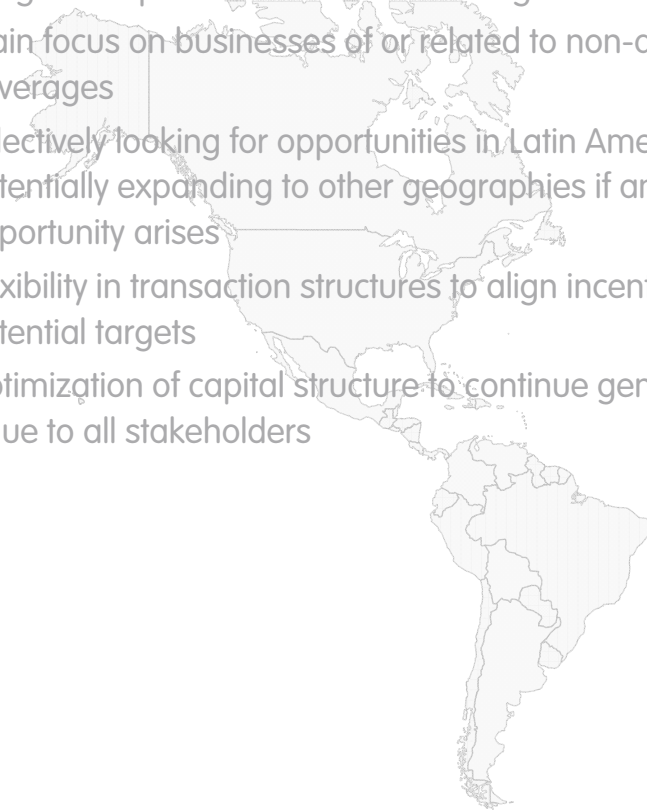 ain focus on businesses of or related to non-a
verages
lectively looking for opportunities in Latin Ame
tentially expanding to other geographies if an
portunity arises
xibility in transaction structures to align incent
tential targets
otimization of capital structure to continue gen
ue to all stakeholders